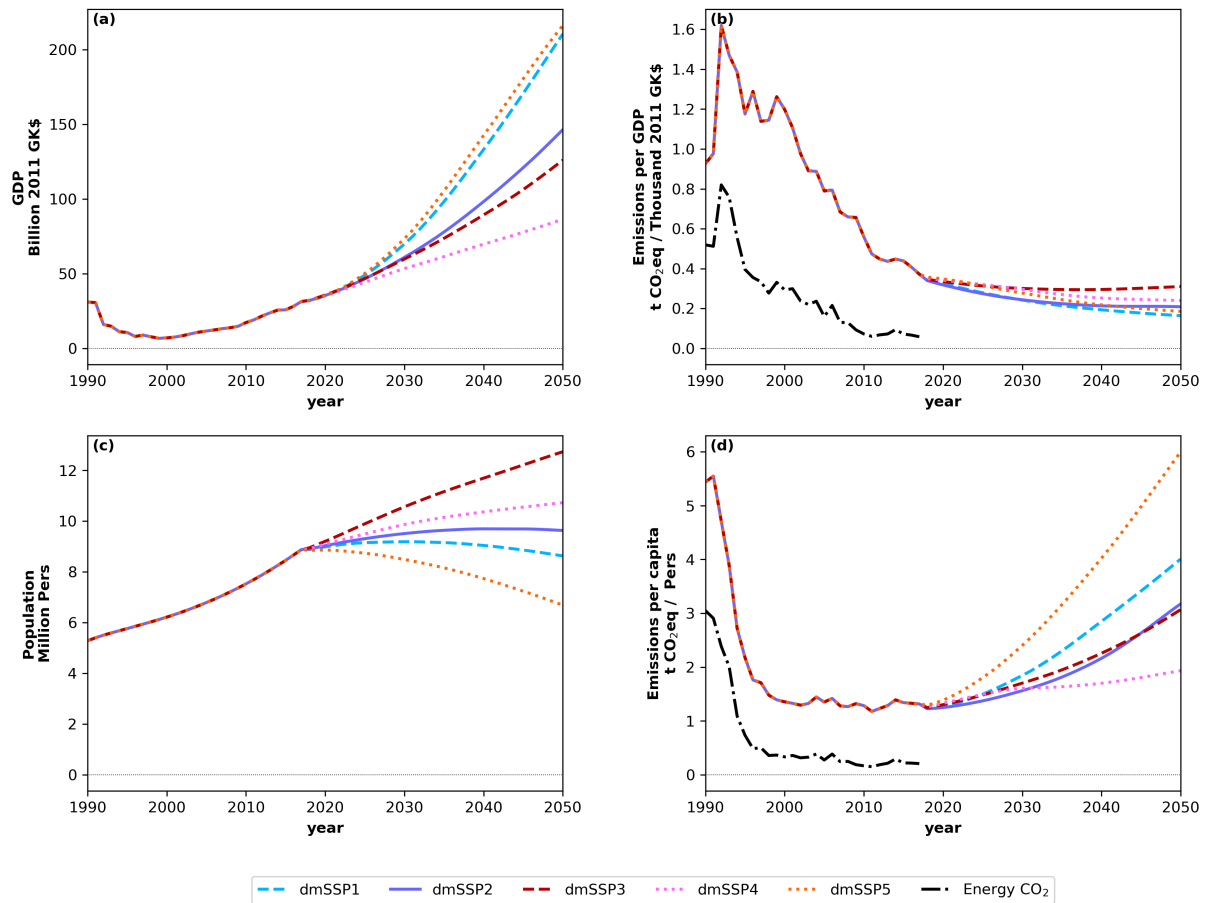 (a)
GDP
Billion 2011 GK$
200
150
100
50
0
1990 2000 2010 2020 2030 2040 2050
year
(b)
Emissions per GDP
t CO₂eq / Thousand 2011 GK$
1.6
1.4
1.2
1.0
0.8
0.6
0.4
0.2
0.0
1990 2000 2010 2020 2030 2040 2050
year
(c)
Population
Million Pers
12
10
8
6
4
2
0
1990 2000 2010 2020 2030 2040 2050
year
(d)
Emissions per capita
t CO₂eq / Pers
6
5
4
3
2
1
0
1990 2000 2010 2020 2030 2040 2050
year
dmSSP1 dmSSP2 dmSSP3 dmSSP4 dmSSP5 Energy CO₂